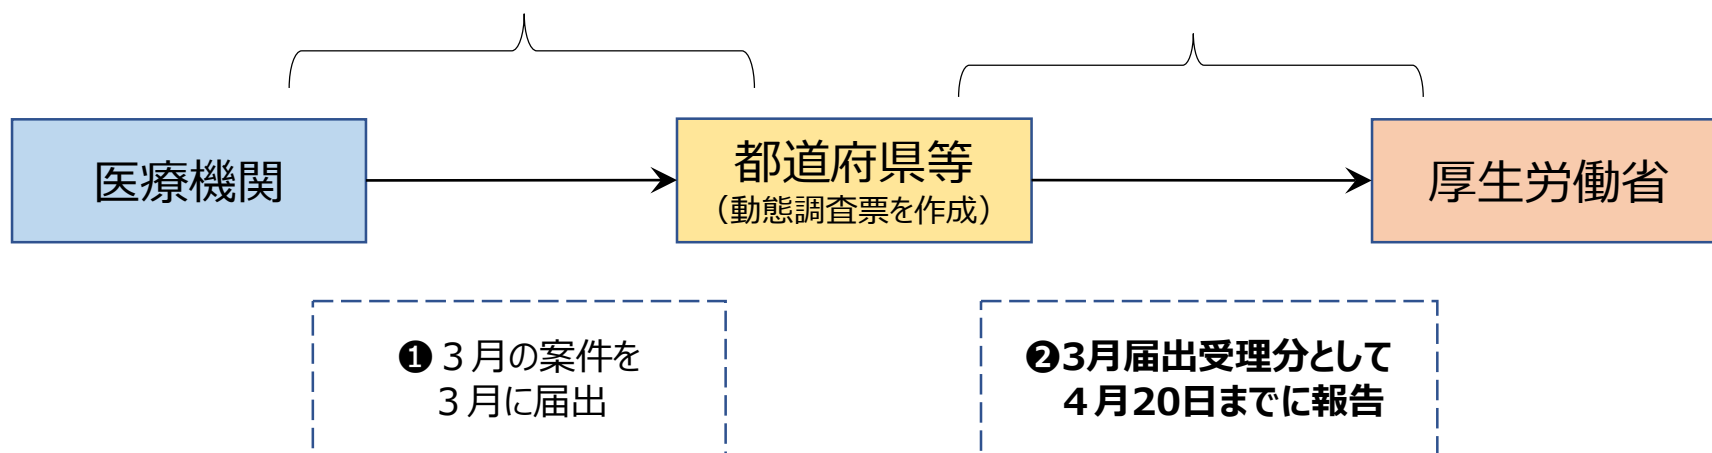 医療機関
都道府県等
（動態調査票を作成）
厚生労働省
❶３月の案件を
３月に届出
❷3月届出受理分として
４月20日までに報告